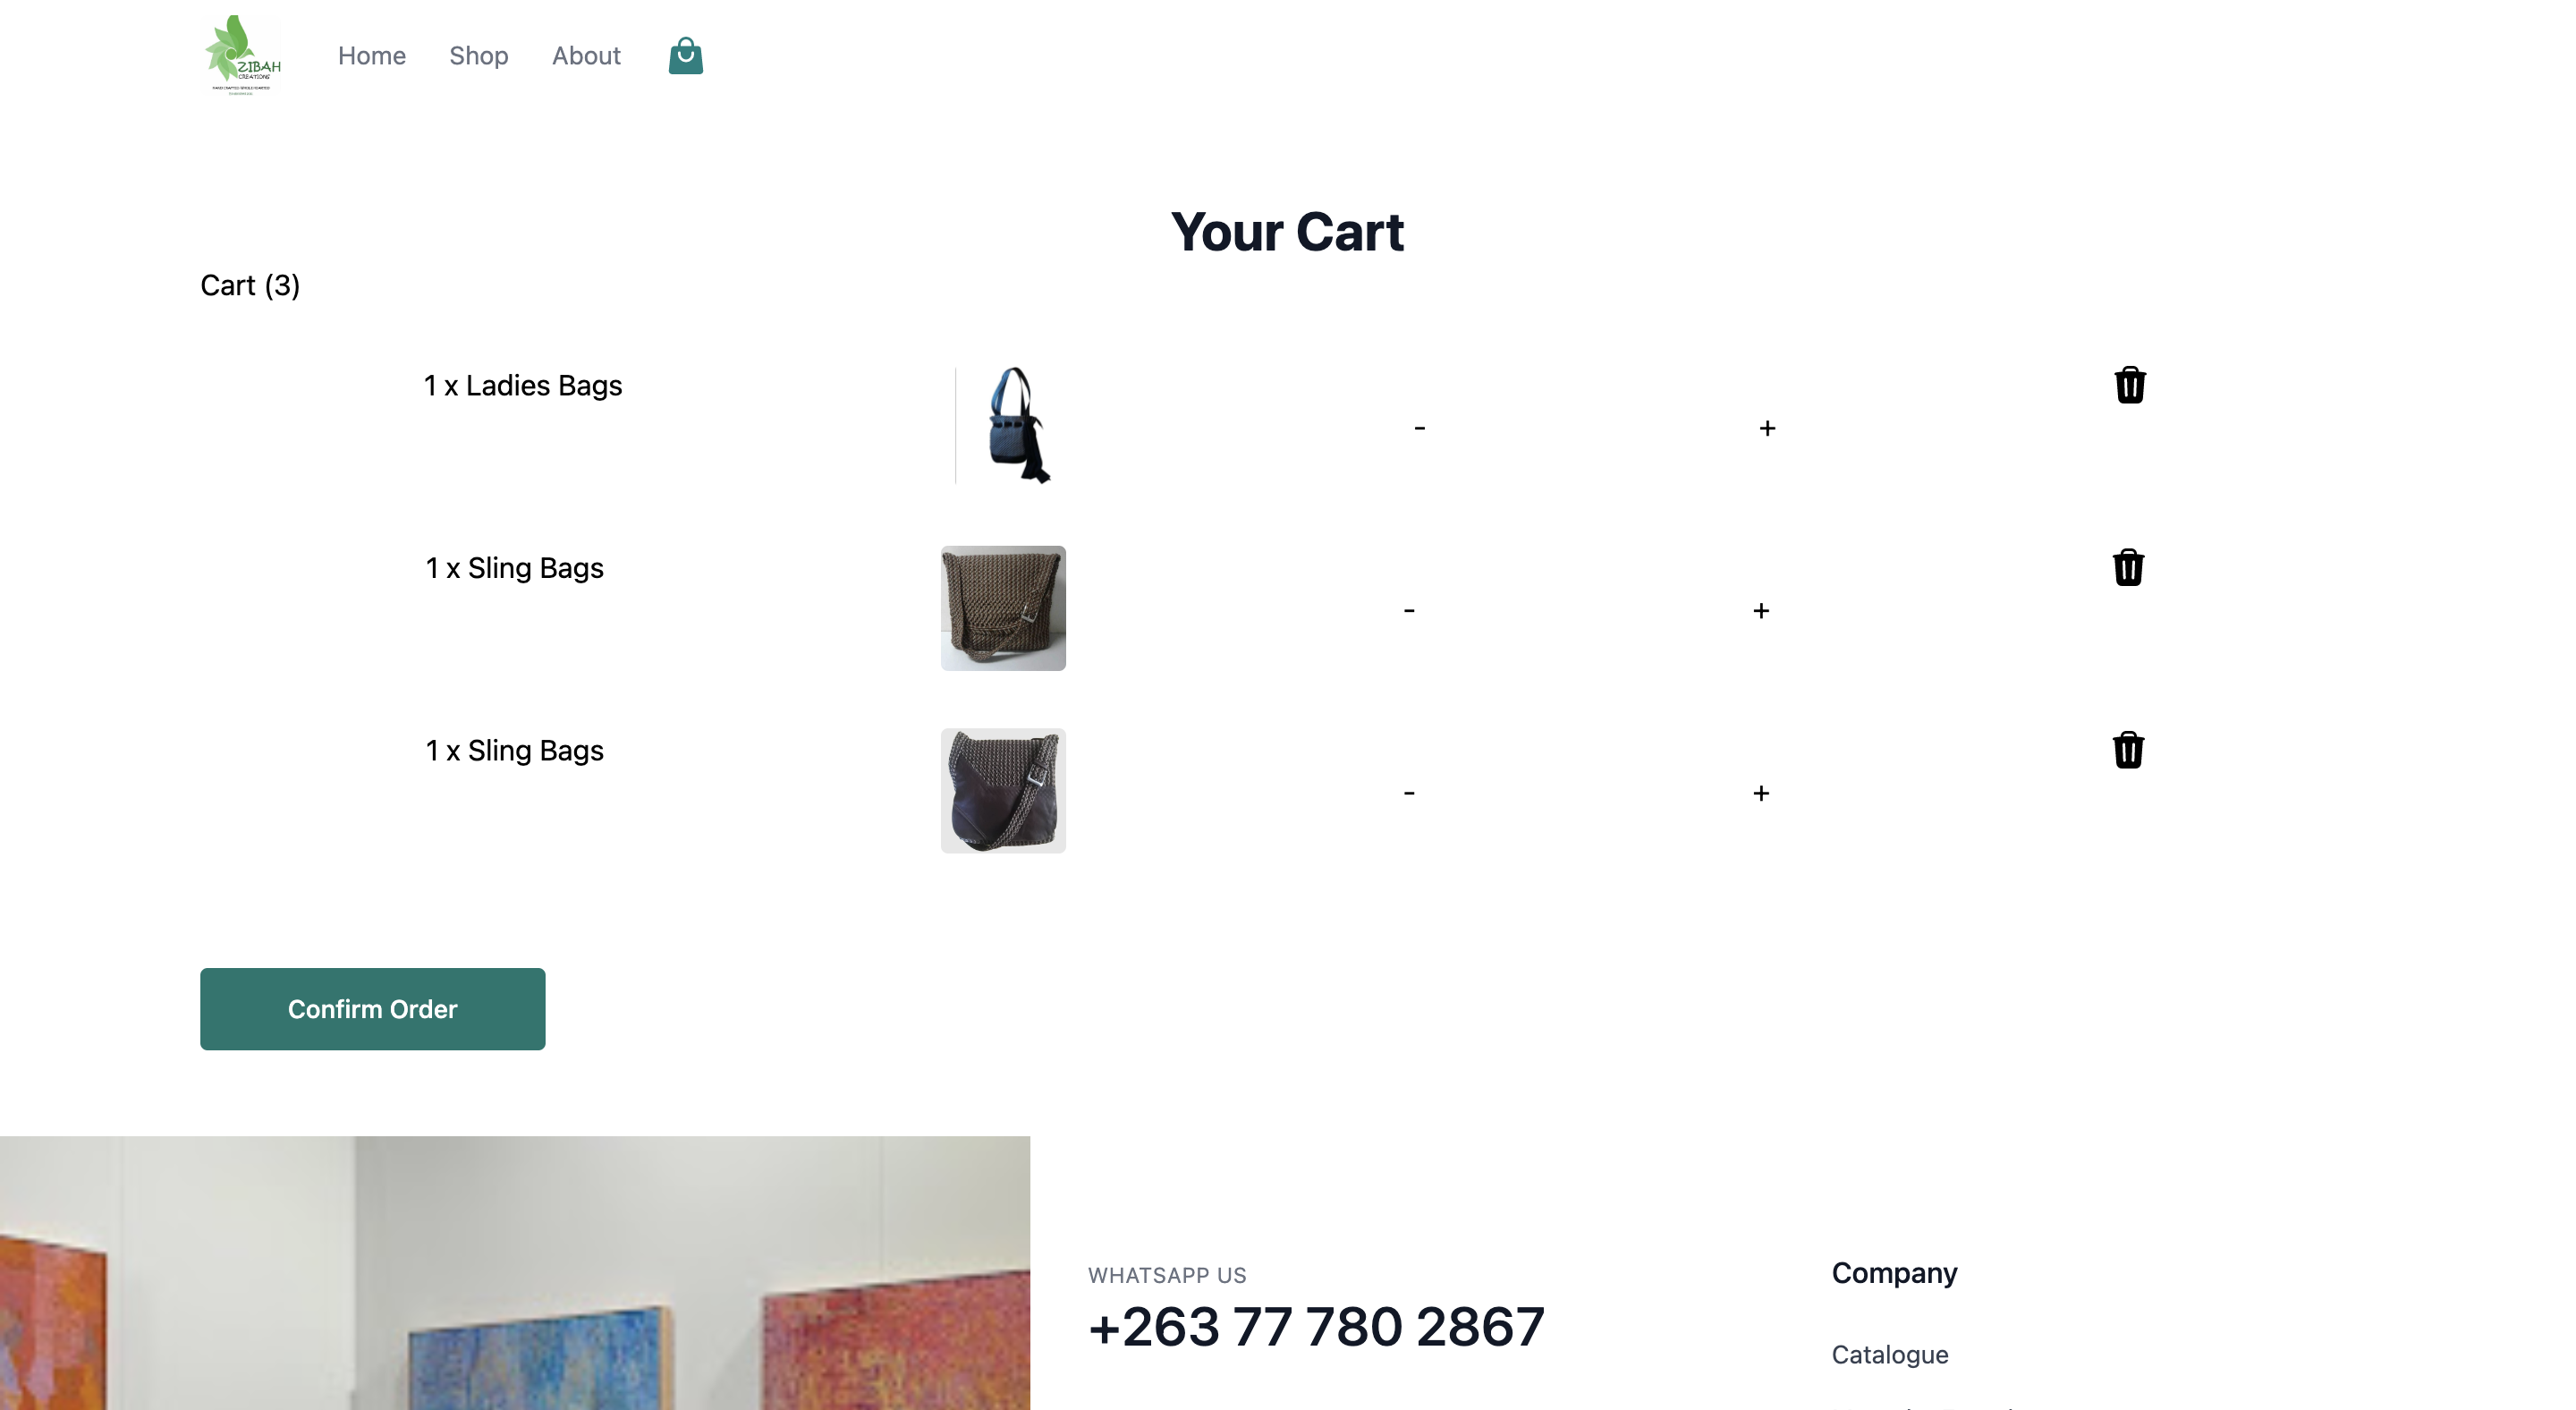 ZIBAH
CREATIONS
Home
Shop
About
Your Cart
Cart (3)
1 x Ladies Bags
-
+
1 x Sling Bags
-
+
1 x Sling Bags
-
+
Confirm Order
WHATSAPP US
+263 77 780 2867
Company
Catalogue